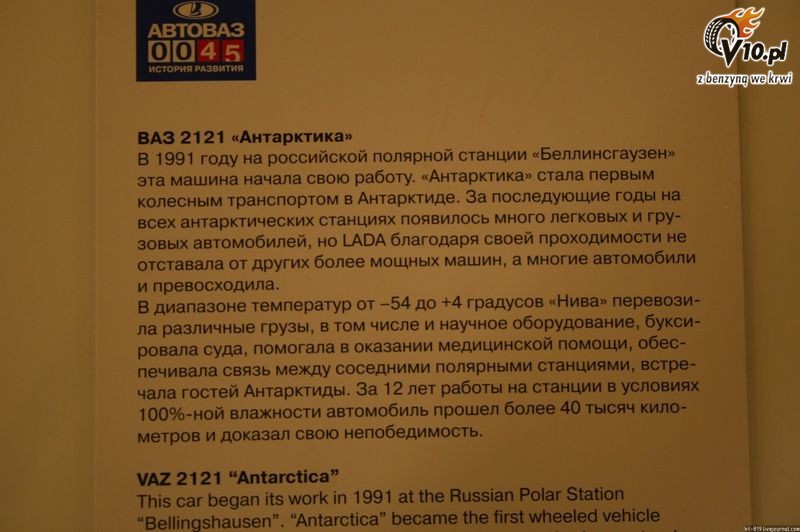 АВТОВАЗ
0045
ИСТОРИЯ РАЗВИТИЯ
V10.pl
z benzyną we krwi
ВАЗ 2121 «Антарктика»
В 1991 году на российской полярной станции «Беллинсгаузен»
эта машина начала свою работу. «Антарктика» стала первым
колесным транспортом в Антарктиде. За последующие годы на
всех антарктических станциях появилось много легковых и гру-
зовых автомобилей, но LADA благодаря своей проходимости не
отставала от других более мощных машин, а многие автомобили
и превосходила.
В диапазоне температур от –54 до +4 градусов «Нива» перевози-
ла различные грузы, в том числе и научное оборудование, букси-
ровала суда, помогала в оказании медицинской помощи, обес-
печивала связь между соседними полярными станциями, встре-
чала гостей Антарктиды. За 12 лет работы на станции в условиях
100%-ной влажности автомобиль прошел более 40 тысяч кило-
метров и доказал свою непобедимость.
VAZ 2121 “Antarctica”
This car began its work in 1991 at the Russian Polar Station
“Bellingshausen”. “Antarctica” became the first wheeled vehicle